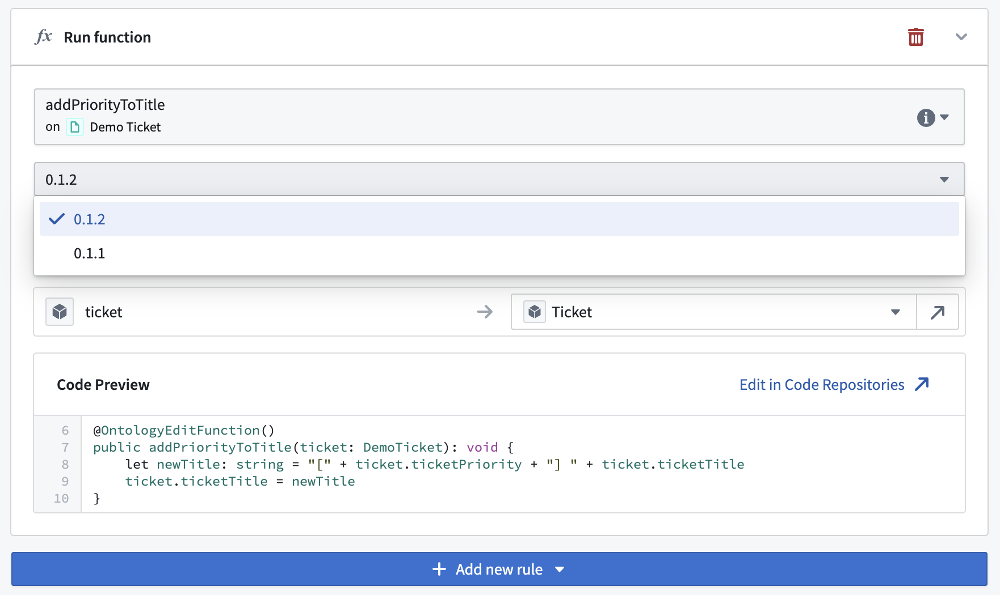 fx Run function
addPriorityToTitle
on Demo Ticket
0.1.2
0.1.2
0.1.1
ticket → Ticket
Code Preview Edit in Code Repositories
6 @OntologyEditFunction()
7 public addPriorityToTitle(ticket: DemoTicket): void {
8     let newTitle: string = "[" + ticket.ticketPriority + "] " + ticket.ticketTitle
9     ticket.ticketTitle = newTitle
10 }
Add new rule